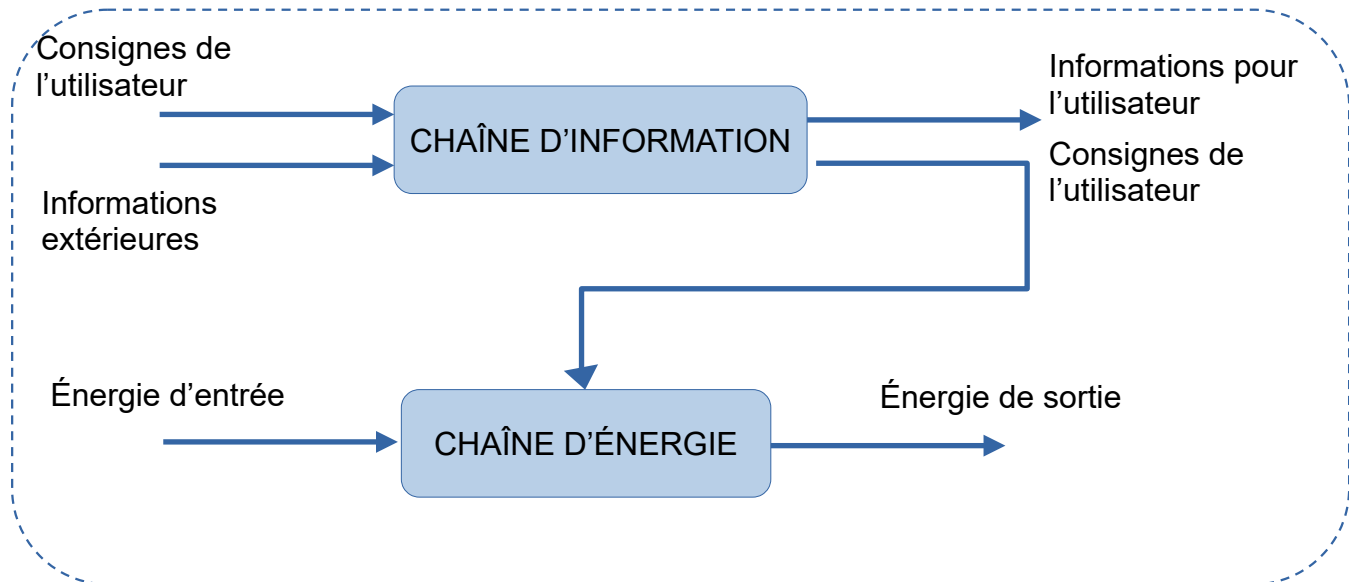 Consignes de
l’utilisateur
Informations pour
l’utilisateur
CHAÎNE D’INFORMATION
Consignes de
l’utilisateur
Informations
extérieures
Énergie d’entrée
Énergie de sortie
CHAÎNE D’ÉNERGIE